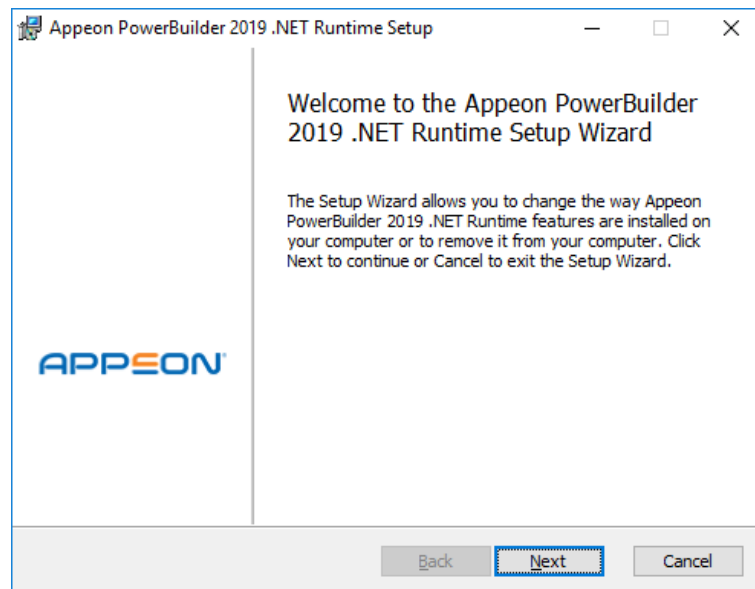 Appeon PowerBuilder 2019 .NET Runtime Setup
Welcome to the Appeon PowerBuilder
2019 .NET Runtime Setup Wizard
The Setup Wizard allows you to change the way Appeon
PowerBuilder 2019 .NET Runtime features are installed on
your computer or to remove it from your computer. Click
Next to continue or Cancel to exit the Setup Wizard.
APPEON
Back Next Cancel